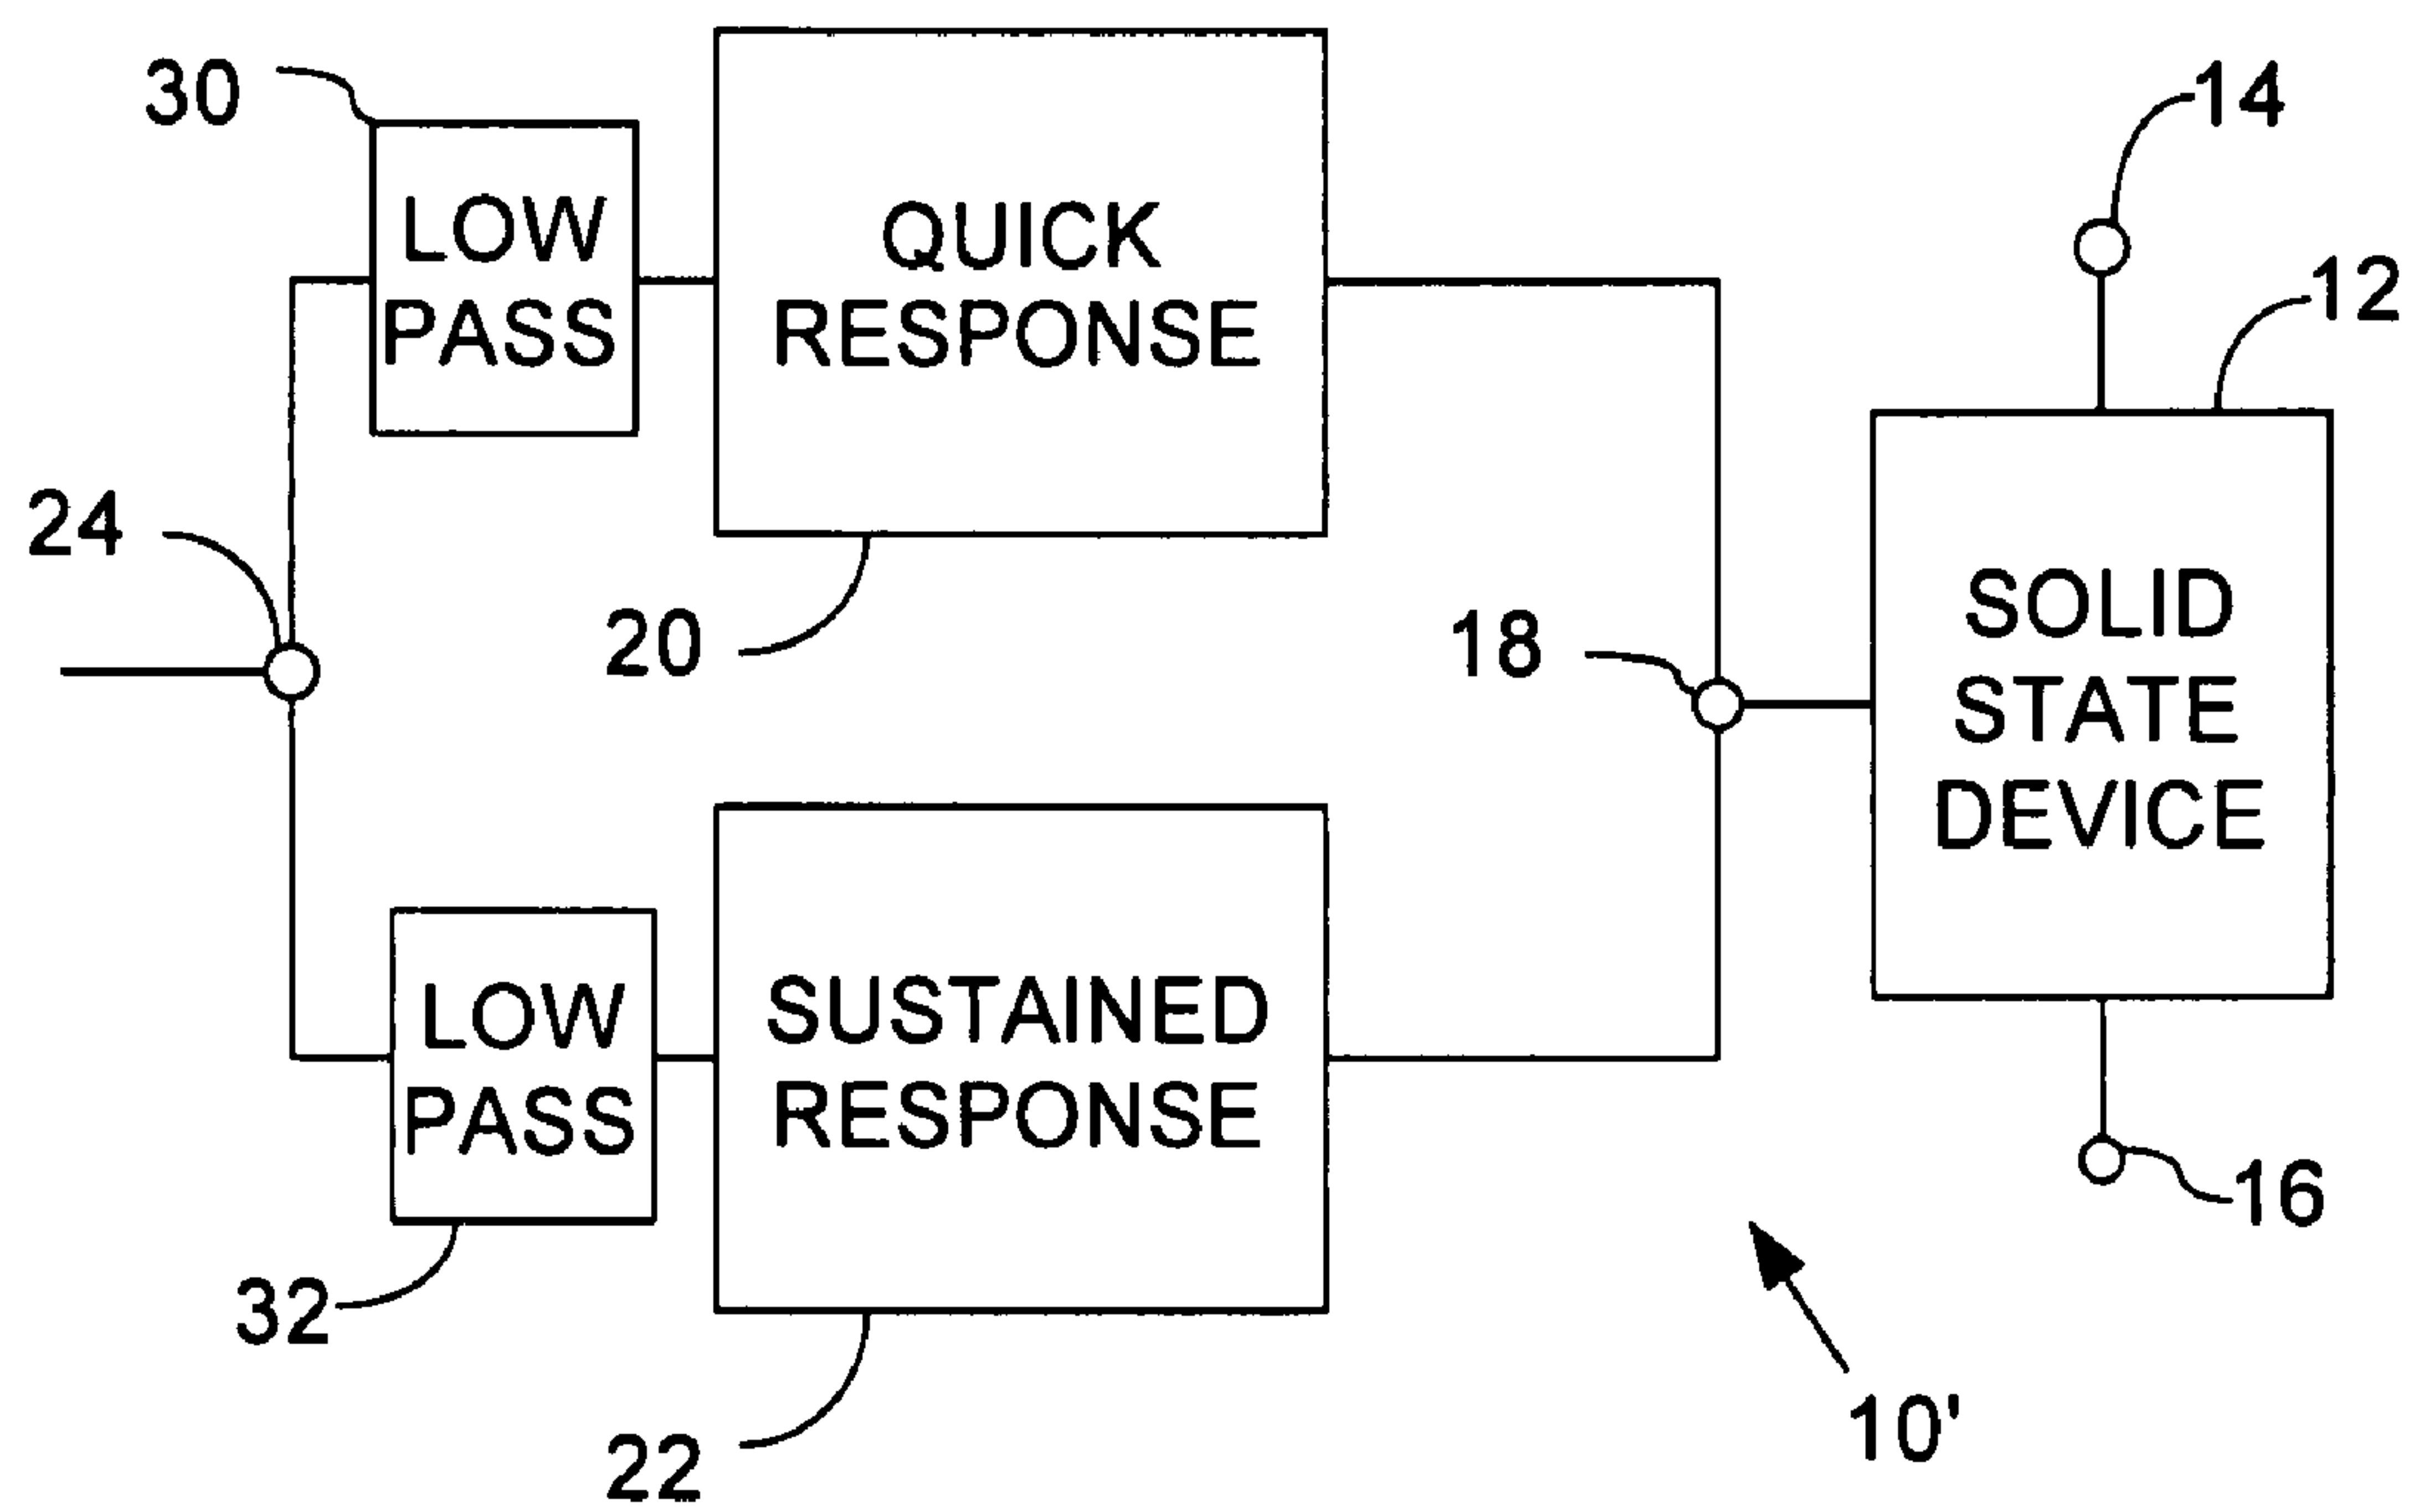 30
LOW
PASS
QUICK
RESPONSE
14
12
24
20
18
SOLID
STATE
DEVICE
LOW
PASS
SUSTAINED
RESPONSE
16
32
22
10'